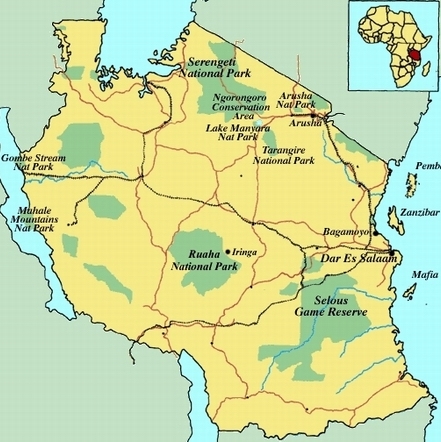 Serengeti
National Park
Ngorongoro
Conservation
Area
Arusha
Nat Park
Arusha
Lake Manyara
Nat Park
Tarangire
National Park
Gombe Stream
Nat Park
Mahale
Mountains
Nat Park
Pemb
Zanzibar
Bagamoyo
Dar Es Salaam
Mafia
Ruaha
National Park
Iringa
Selous
Game Reserve